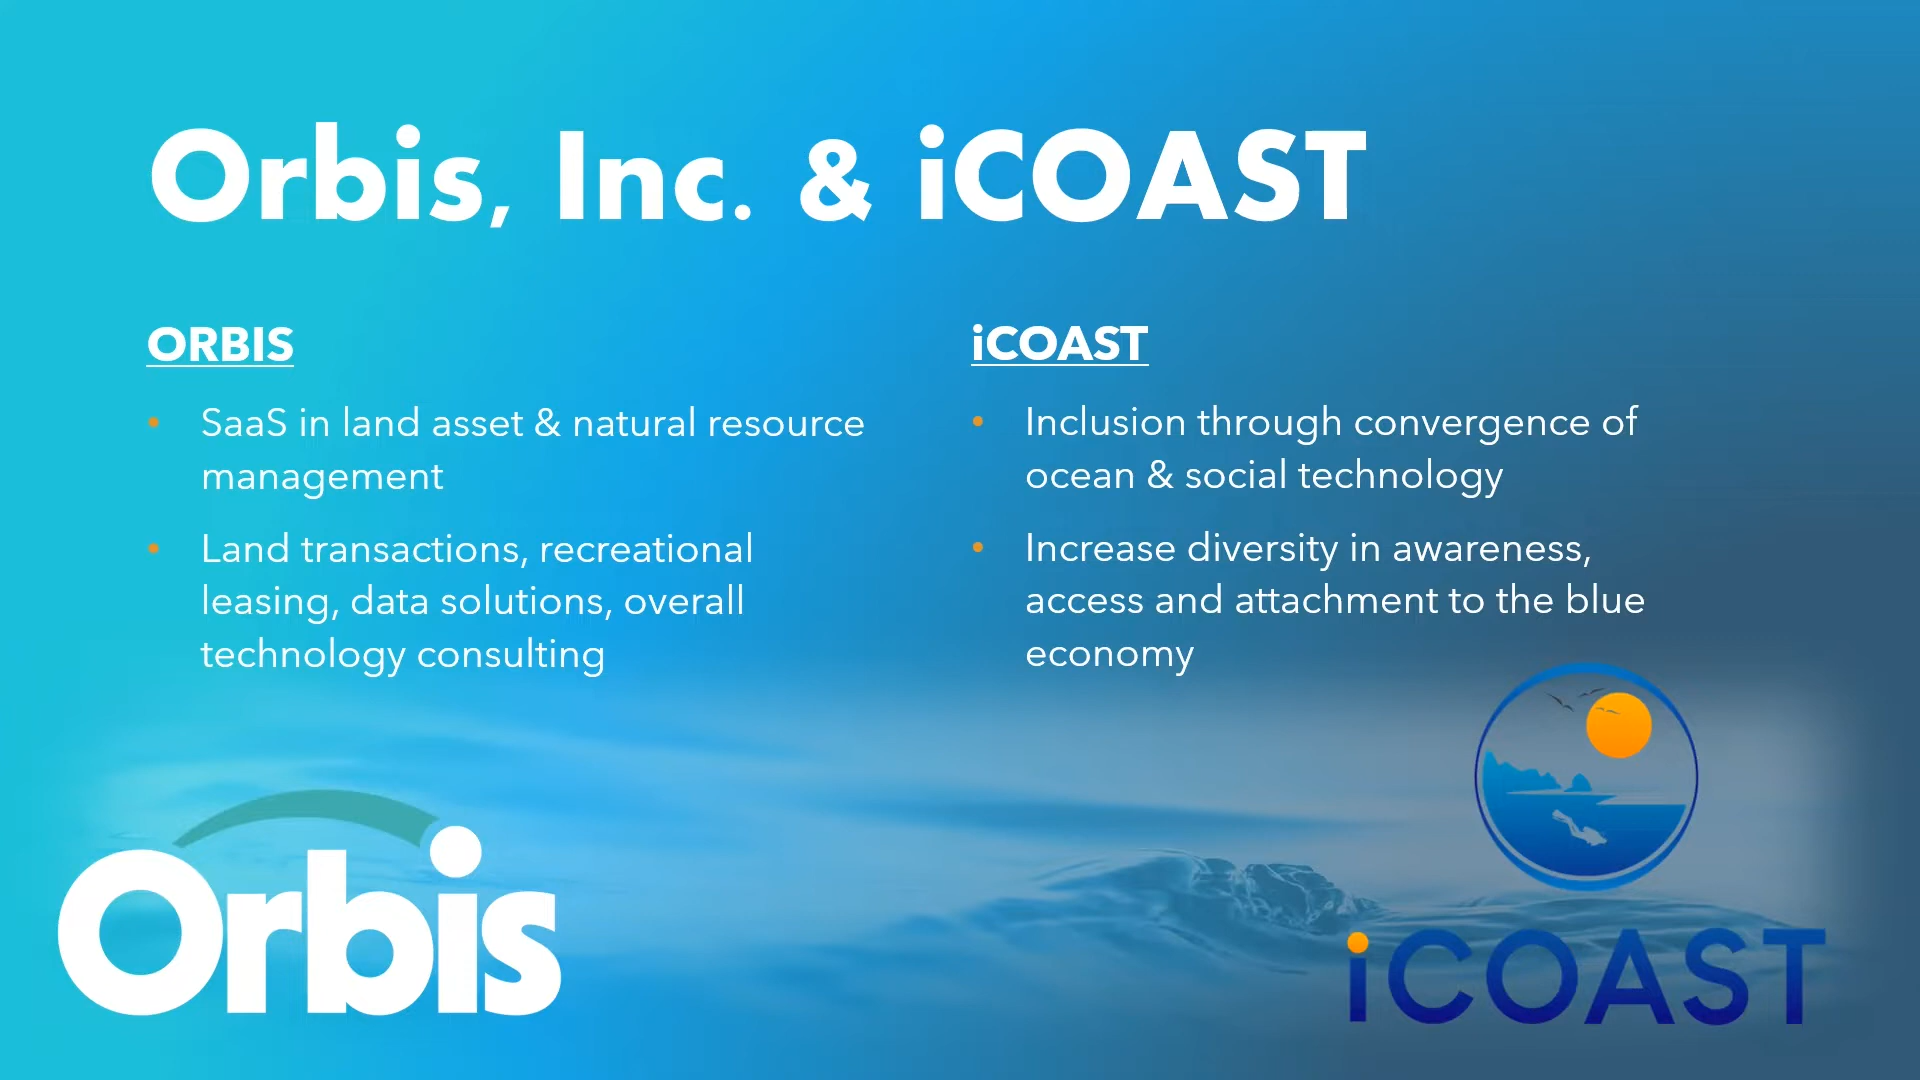 Orbis, Inc. & iCOAST
ORBIS
• SaaS in land asset & natural resource
management
• Land transactions, recreational
leasing, data solutions, overall
technology consulting
iCOAST
• Inclusion through convergence of
ocean & social technology
• Increase diversity in awareness,
access and attachment to the blue
economy
Orbis
iCOAST